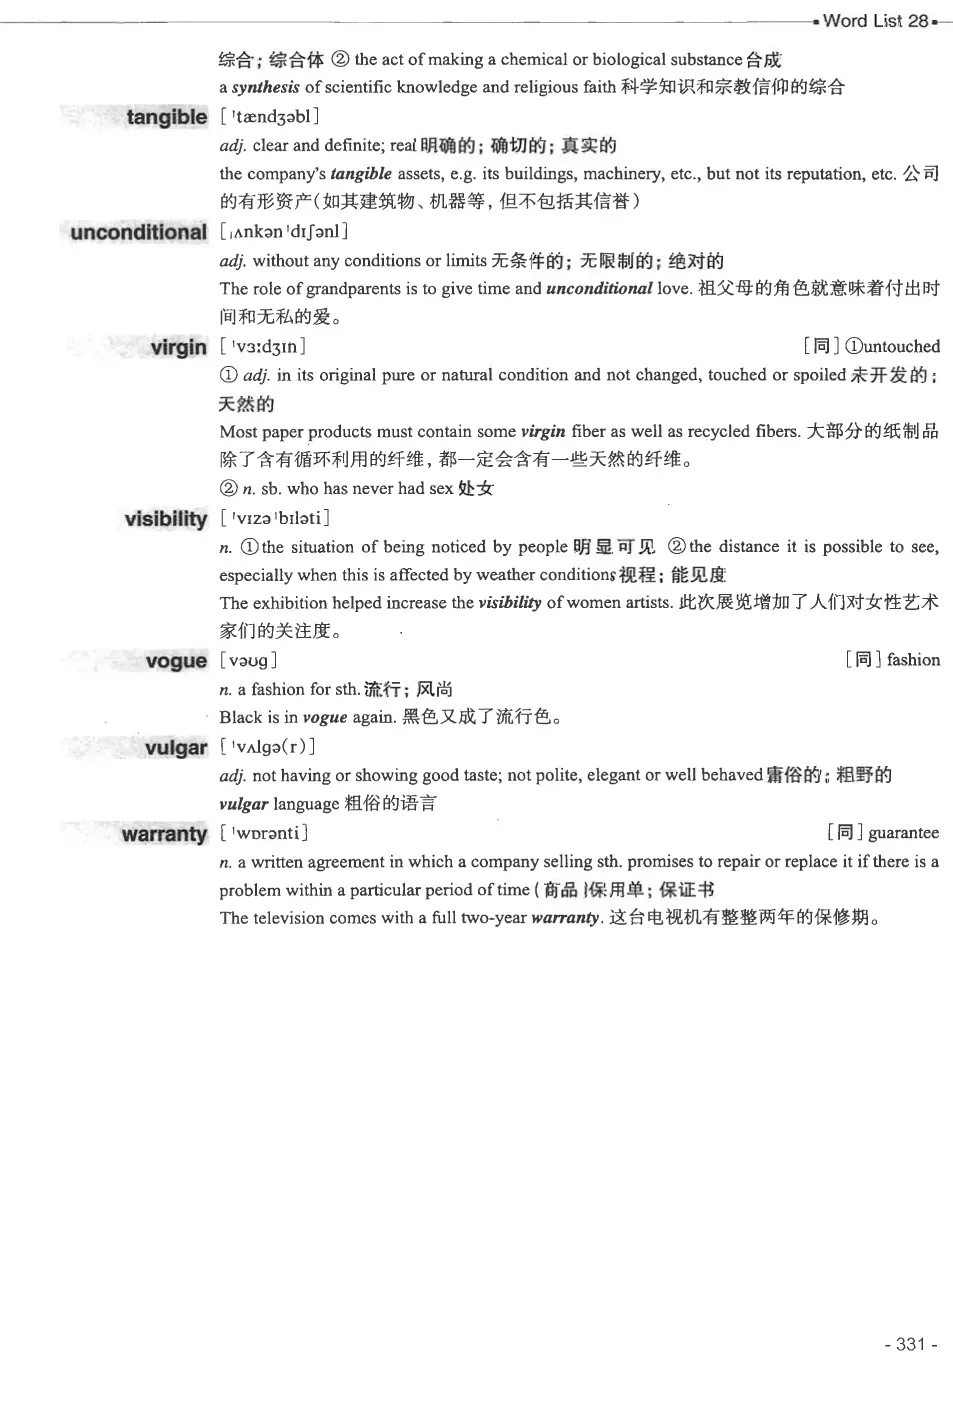 Word List 28
综合；综合体 ② the act of making a chemical or biological substance 合成
a synthesis of scientific knowledge and religious faith 科学知识和宗教信仰的综合
tangible [ ˈtændʒəbl ]
adj. clear and definite; real 明确的；确切的；真实的
the company's tangible assets, e.g. its buildings, machinery, etc., but not its reputation, etc. 公司
的有形资产(如其建筑物、机器等，但不包括其信誉)
unconditional [ ˌʌnkənˈdɪʃənl ]
adj. without any conditions or limits 无条件的；无限制的；绝对的
The role of grandparents is to give time and unconditional love. 祖父母的角色就意味着付出时
间和无私的爱。
virgin [ ˈvɜːdʒɪn ] [同] ①untouched
① adj. in its original pure or natural condition and not changed, touched or spoiled 未开发的；
天然的
Most paper products must contain some virgin fiber as well as recycled fibers. 大部分的纸制品
除了含有循环利用的纤维，都一定会含有一些天然的纤维。
② n. sb. who has never had sex 处女
visibility [ ˈvɪzəˈbɪləti ]
n. ①the situation of being noticed by people 明显可见 ②the distance it is possible to see,
especially when this is affected by weather conditions 视程；能见度
The exhibition helped increase the visibility of women artists. 此次展览增加了人们对女性艺术
家们的关注度。
vogue [vəʊg] [同] fashion
n. a fashion for sth. 流行；风尚
Black is in vogue again. 黑色又成了流行色。
vulgar [ ˈvʌlgə(r)]
adj. not having or showing good taste; not polite, elegant or well behaved 庸俗的；粗野的
vulgar language 粗俗的语言
warranty [ ˈwɒrənti ] [同] guarantee
n. a written agreement in which a company selling sth. promises to repair or replace it if there is a
problem within a particular period of time (商品)保用单；保证书
The television comes with a full two-year warranty. 这台电视机有整整两年的保修期。
- 331 -